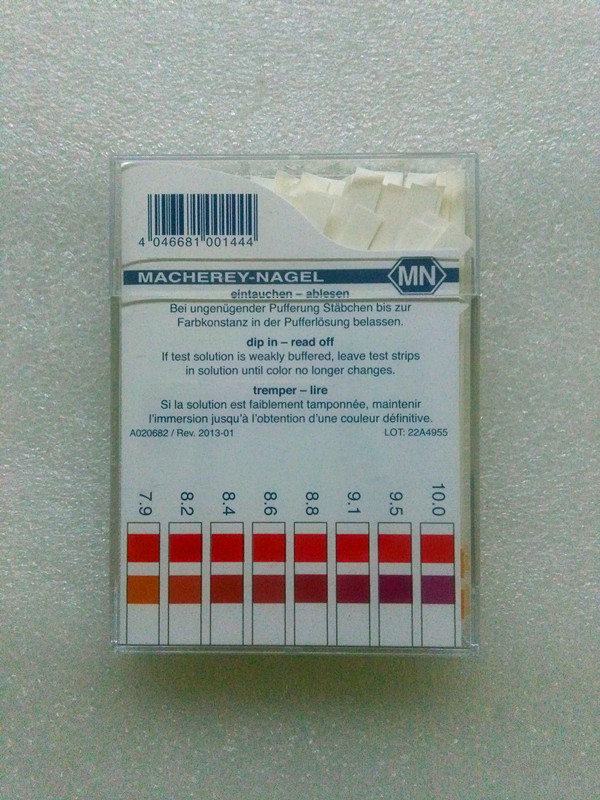 4 046681 001444
MACHEREY-NAGEL
MN
eintauchen – ablesen
Bei ungenügender Pufferung Stäbchen bis zur
Farbkonstanz in der Pufferlösung belassen.
dip in – read off
If test solution is weakly buffered, leave test strips
in solution until color no longer changes.
tremper – lire
Si la solution est faiblement tamponnée, maintenir
l'immersion jusqu'à l'obtention d'une couleur définitive.
A020682 / Rev. 2013-01 LOT: 22A4955
7.9 8.2 8.4 8.6 8.8 9.1 9.5 10.0